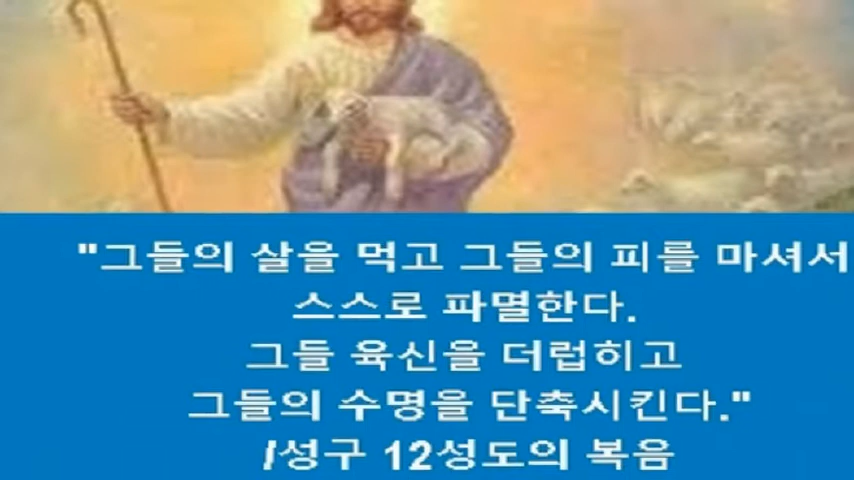 "그들의 살을 먹고 그들의 피를 마셔서
스스로 파멸한다.
그들 육신을 더럽히고
그들의 수명을 단축시킨다."
/성구 12성도의 복음